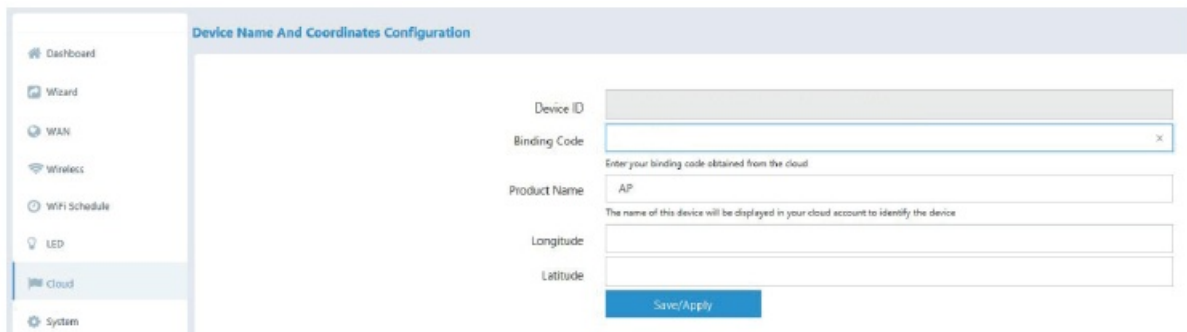 Device Name And Coordinates Configuration
Dashboard
Wizard
WAN
Wireless
WiFi Schedule
LED
Cloud
System
Device ID
Binding Code
×
Enter your binding code obtained from the cloud
Product Name
AP
The name of this device will be displayed in your cloud account to identify the device
Longitude
Latitude
Save/Apply